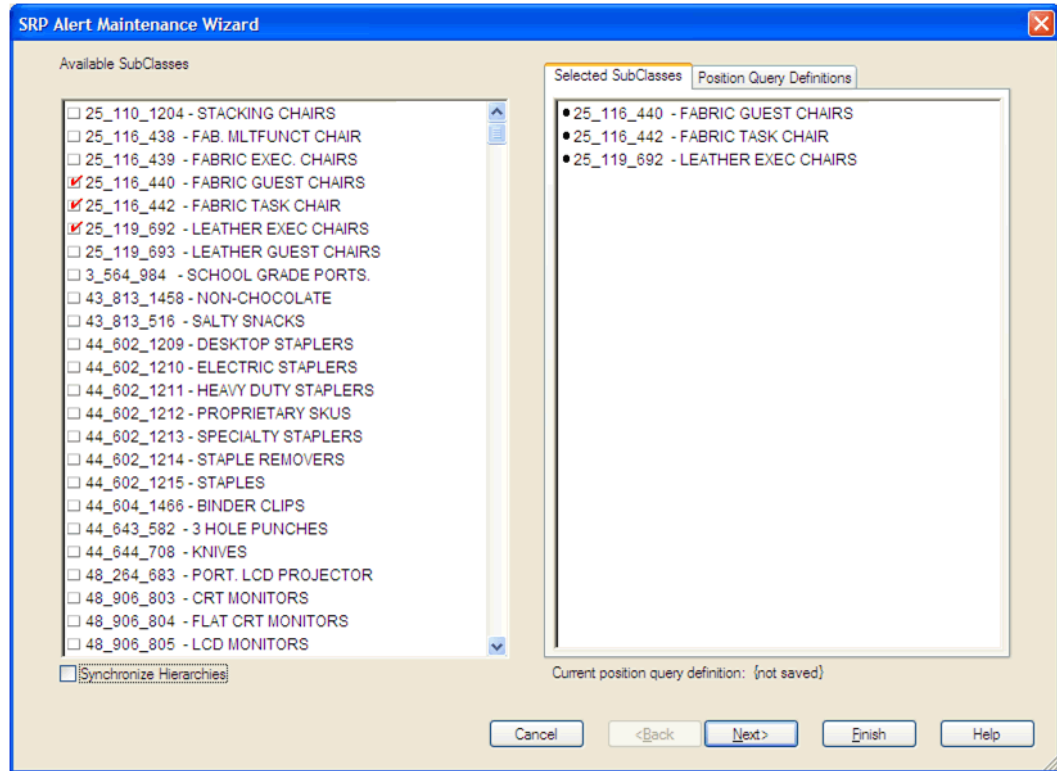 SRP Alert Maintenance Wizard
Available SubClasses
25_110_1204 - STACKING CHAIRS
25_116_438 - FAB. MLTFUNCT CHAIR
25_116_439 - FABRIC EXEC. CHAIRS
25_116_440 - FABRIC GUEST CHAIRS
25_116_442 - FABRIC TASK CHAIR
25_119_692 - LEATHER EXEC CHAIRS
25_119_693 - LEATHER GUEST CHAIRS
3_564_984 - SCHOOL GRADE PORTS.
43_813_1458 - NON-CHOCOLATE
43_813_516 - SALTY SNACKS
44_602_1209 - DESKTOP STAPLERS
44_602_1210 - ELECTRIC STAPLERS
44_602_1211 - HEAVY DUTY STAPLERS
44_602_1212 - PROPRIETARY SKUS
44_602_1213 - SPECIALTY STAPLERS
44_602_1214 - STAPLE REMOVERS
44_602_1215 - STAPLES
44_604_1466 - BINDER CLIPS
44_643_582 - 3 HOLE PUNCHES
44_644_708 - KNIVES
48_264_683 - PORT. LCD PROJECTOR
48_906_803 - CRT MONITORS
48_906_804 - FLAT CRT MONITORS
48_906_805 - LCD MONITORS
Synchronize Hierarchies
Selected SubClasses Position Query Definitions
25_116_440 - FABRIC GUEST CHAIRS
25_116_442 - FABRIC TASK CHAIR
25_119_692 - LEATHER EXEC CHAIRS
Current position query definition: {not saved}
Cancel <Back Next> Finish Help